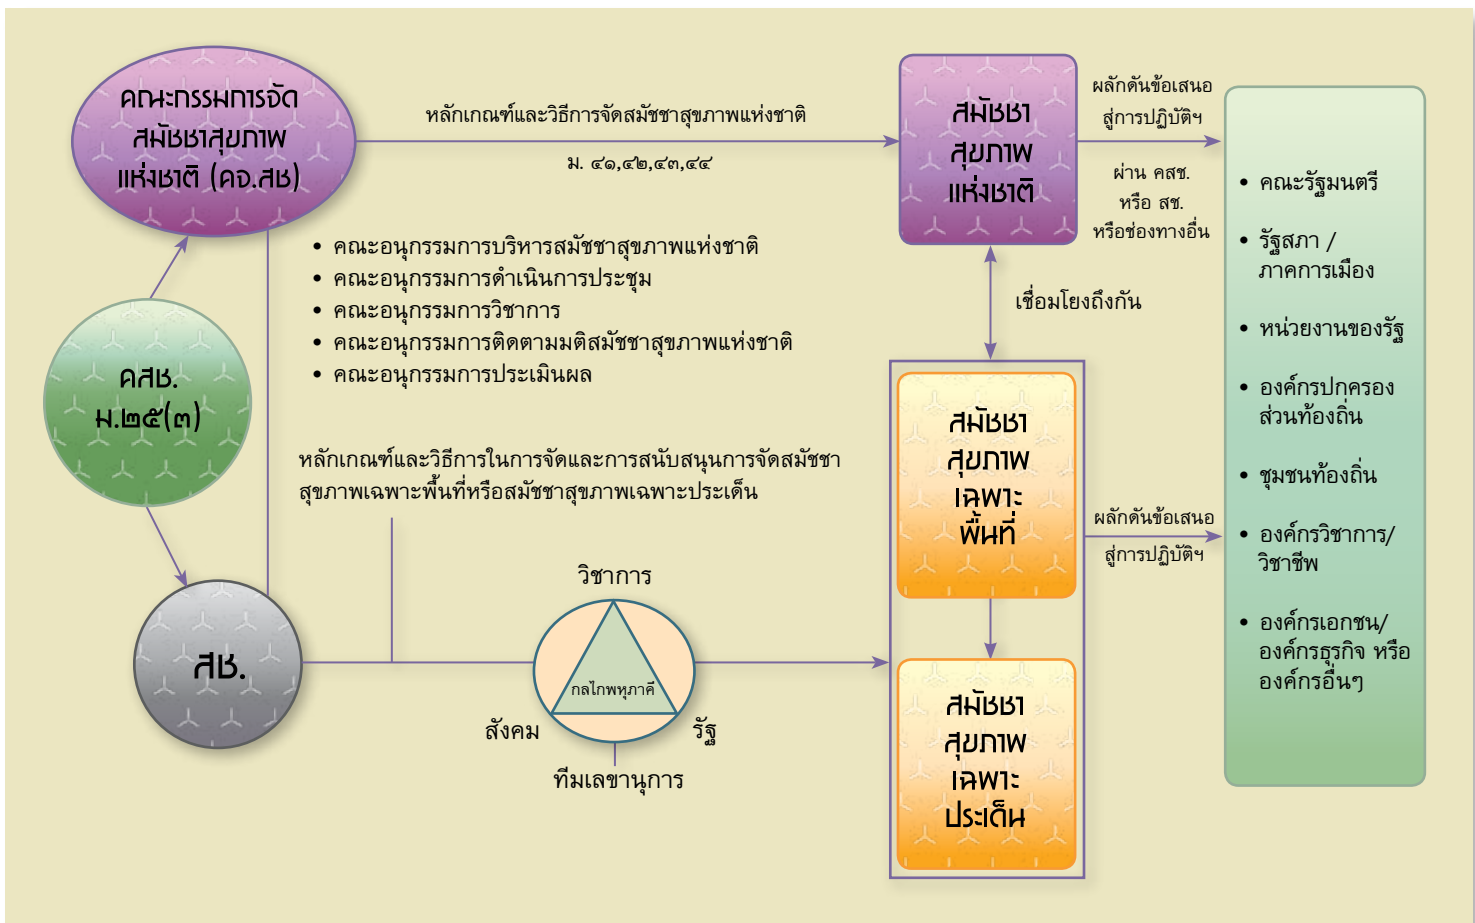 คณะกรรมการจัด
สมัชชาสุขภาพ
แห่งชาติ (คจ.สช)
หลักเกณฑ์และวิธีการจัดสมัชชาสุขภาพแห่งชาติ
ม. ๔๑,๔๒,๔๓,๔๔
สมัชชา
สุขภาพ
แห่งชาติ
ผลักดันข้อเสนอ
สู่การปฏิบัติฯ
ผ่าน คสช.
หรือ สช.
หรือช่องทางอื่น
• คณะอนุกรรมการบริหารสมัชชาสุขภาพแห่งชาติ
• คณะอนุกรรมการดำเนินการประชุม
• คณะอนุกรรมการวิชาการ
• คณะอนุกรรมการติดตามมติสมัชชาสุขภาพแห่งชาติ
• คณะอนุกรรมการประเมินผล
เชื่อมโยงถึงกัน
คสช.
ม.๒๕(๓)
หลักเกณฑ์และวิธีการในการจัดและการสนับสนุนการจัดสมัชชา
สุขภาพเฉพาะพื้นที่หรือสมัชชาสุขภาพเฉพาะประเด็น
สมัชชา
สุขภาพ
เฉพาะ
พื้นที่
ผลักดันข้อเสนอ
สู่การปฏิบัติฯ
สช.
วิชาการ
กลไกพหุภาคี
สังคม
รัฐ
ทีมเลขานุการ
สมัชชา
สุขภาพ
เฉพาะ
ประเด็น
• คณะรัฐมนตรี
• รัฐสภา /
ภาคการเมือง
• หน่วยงานของรัฐ
• องค์กรปกครอง
ส่วนท้องถิ่น
• ชุมชนท้องถิ่น
• องค์กรวิชาการ/
วิชาชีพ
• องค์กรเอกชน/
องค์กรธุรกิจ หรือ
องค์กรอื่นๆ